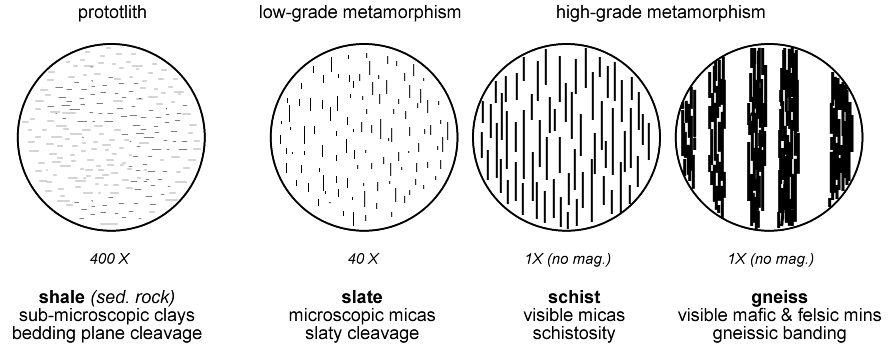 prototlith
low-grade metamorphism
high-grade metamorphism
400 X
40 X
1X (no mag.)
1X (no mag.)
shale (sed. rock)
sub-microscopic clays
bedding plane cleavage
slate
microscopic micas
slaty cleavage
schist
visible micas
schistosity
gneiss
visible mafic & felsic mins
gneissic banding